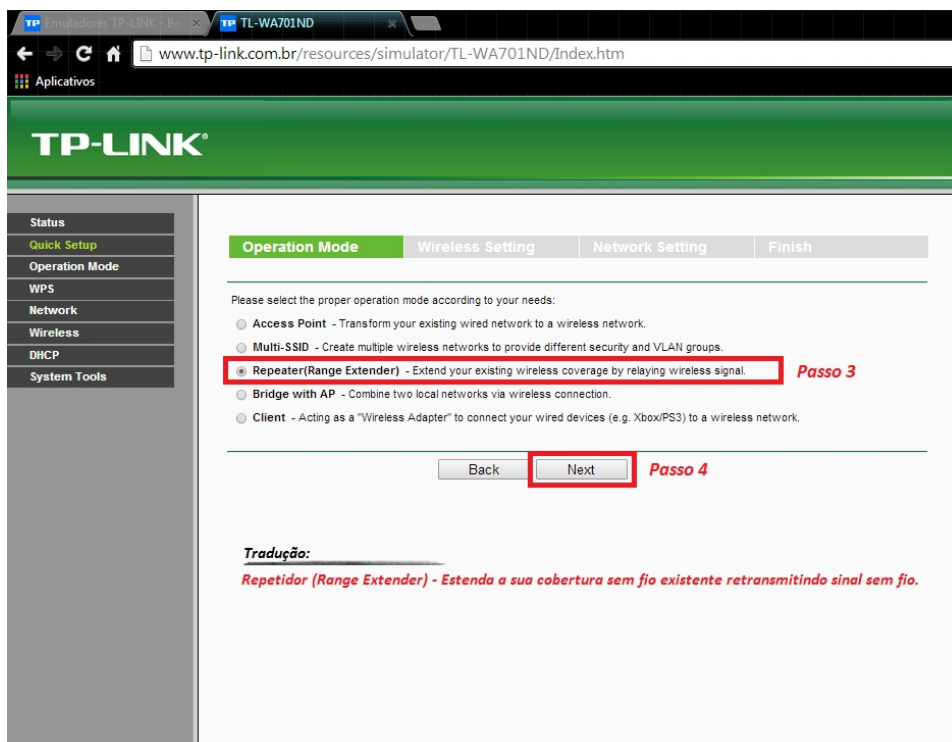 TP Emuladores TP-LINK - Be
TP TL-WA701ND
www.tp-link.com.br/resources/simulator/TL-WA701ND/Index.htm
Aplicativos
TP-LINK®
Status
Quick Setup
Operation Mode
WPS
Network
Wireless
DHCP
System Tools
Operation Mode
Wireless Setting
Network Setting
Finish
Please select the proper operation mode according to your needs:
Access Point - Transform your existing wired network to a wireless network.
Multi-SSID - Create multiple wireless networks to provide different security and VLAN groups.
Repeater(Range Extender) - Extend your existing wireless coverage by relaying wireless signal.
Passo 3
Bridge with AP - Combine two local networks via wireless connection.
Client - Acting as a "Wireless Adapter" to connect your wired devices (e.g. Xbox/PS3) to a wireless network.
Back
Next
Passo 4
Tradução:
Repetidor (Range Extender) - Estenda a sua cobertura sem fio existente retransmitindo sinal sem fio.